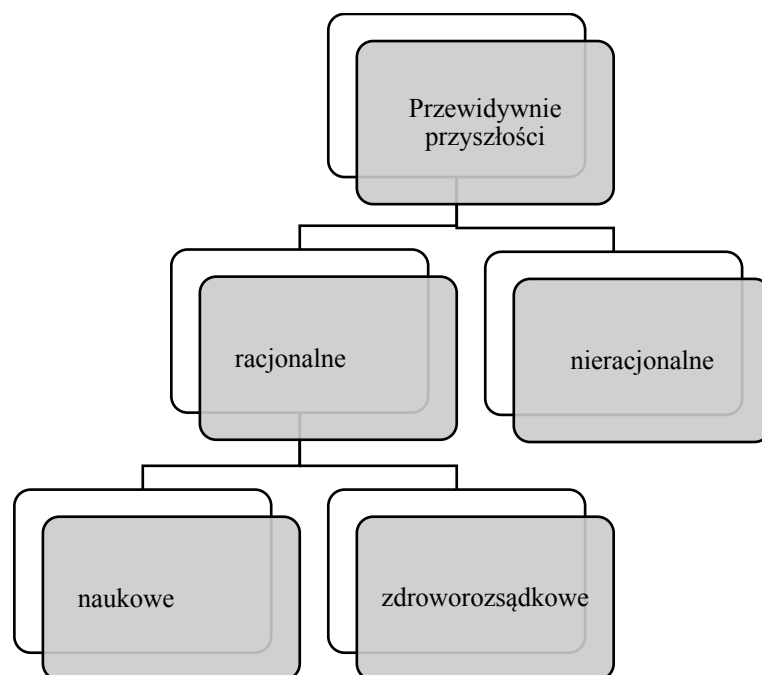 Przewidywnie
przyszłości
racjonalne
nieracjonalne
naukowe
zdroworozsądkowe